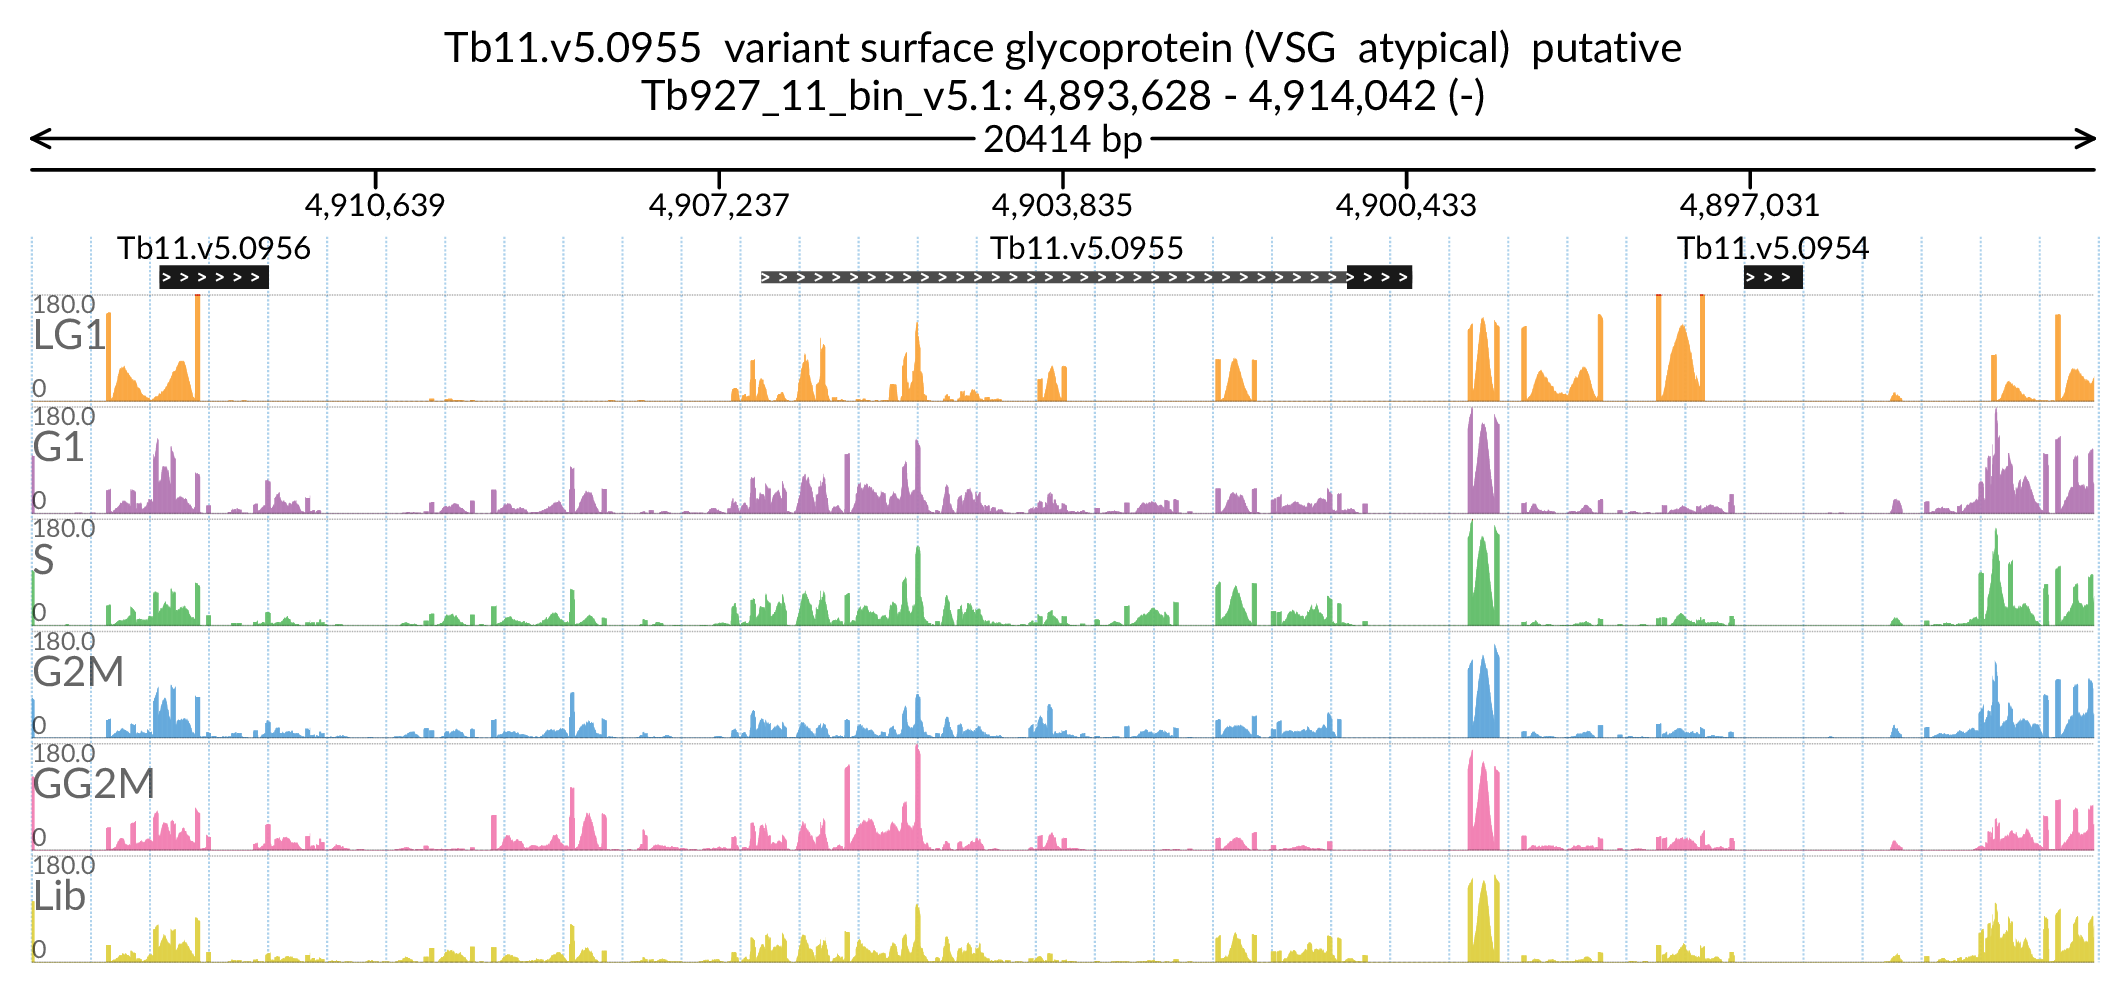 Tb11.v5.0955 variant surface glycoprotein (VSG atypical) putative
Tb927_11_bin_v5.1: 4,893,628 - 4,914,042 (-)
20414 bp
4,910,639 4,907,237 4,903,835 4,900,433 4,897,031
Tb11.v5.0956 Tb11.v5.0955 Tb11.v5.0954
180.0
LG1
0
180.0
G1
0
180.0
S
0
180.0
G2M
0
180.0
GG2M
0
180.0
Lib
0